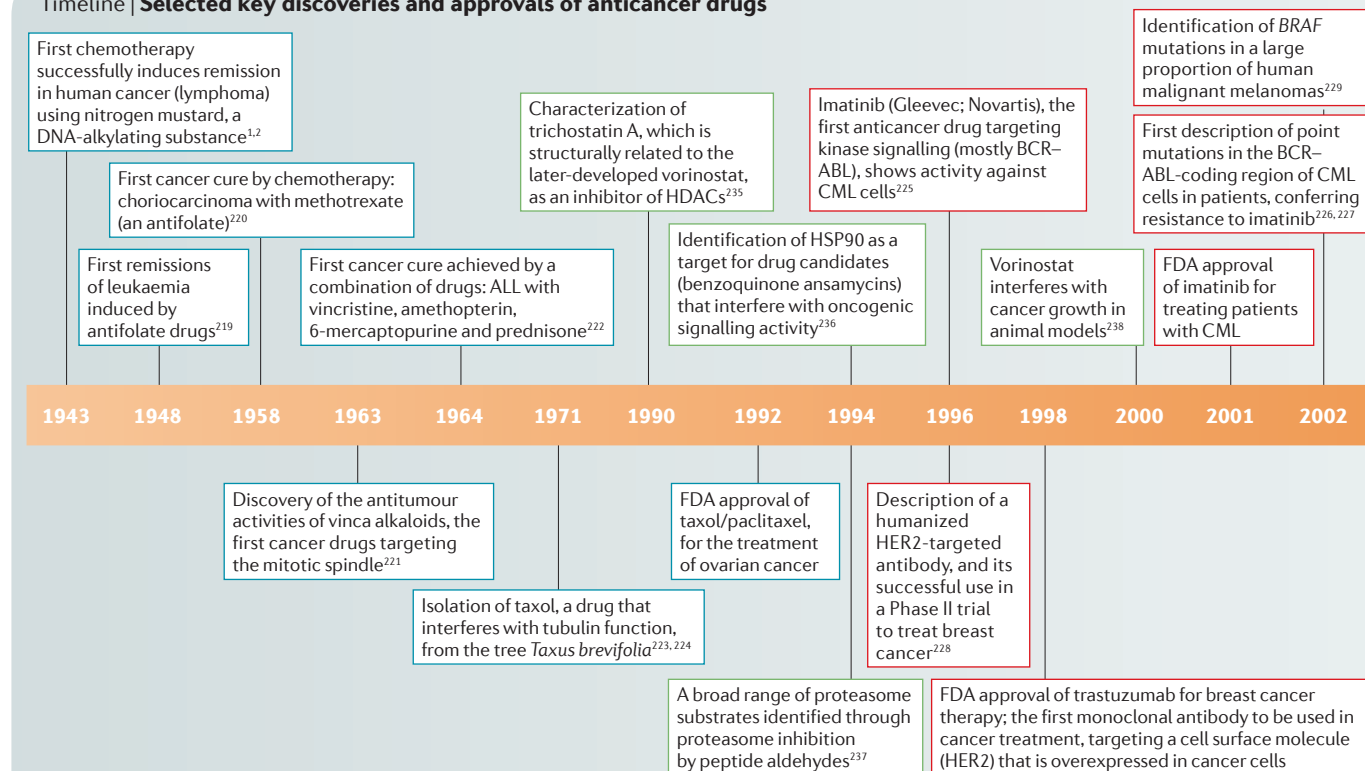 Timeline | Selected key discoveries and approvals of anticancer drugs
First chemotherapy
successfully induces remission
in human cancer (lymphoma)
using nitrogen mustard, a
DNA-alkylating substance1,2
First cancer cure by chemotherapy:
choriocarcinoma with methotrexate
(an antifolate)220
First remissions
of leukaemia
induced by
antifolate drugs219
First cancer cure achieved by a
combination of drugs: ALL with
vincristine, amethopterin,
6-mercaptopurine and prednisone222
Characterization of
trichostatin A, which is
structurally related to the
later-developed vorinostat,
as an inhibitor of HDACs235
Identification of HSP90 as a
target for drug candidates
(benzoquinone ansamycins)
that interfere with oncogenic
signalling activity236
Imatinib (Gleevec; Novartis), the
first anticancer drug targeting
kinase signalling (mostly BCR–
ABL), shows activity against
CML cells225
Vorinostat
interferes with
cancer growth in
animal models238
Identification of BRAF
mutations in a large
proportion of human
malignant melanomas229
First description of point
mutations in the BCR–
ABL-coding region of CML
cells in patients, conferring
resistance to imatinib226, 227
FDA approval
of imatinib for
treating patients
with CML
1943 1948 1958 1963 1964 1971 1990 1992 1994 1996 1998 2000 2001 2002
Discovery of the antitumour
activities of vinca alkaloids, the
first cancer drugs targeting
the mitotic spindle221
Isolation of taxol, a drug that
interferes with tubulin function,
from the tree Taxus brevifolia223, 224
FDA approval of
taxol/paclitaxel,
for the treatment
of ovarian cancer
A broad range of proteasome
substrates identified through
proteasome inhibition
by peptide aldehydes237
Description of a
humanized
HER2-targeted
antibody, and its
successful use in
a Phase II trial
to treat breast
cancer228
FDA approval of trastuzumab for breast cancer
therapy; the first monoclonal antibody to be used in
cancer treatment, targeting a cell surface molecule
(HER2) that is overexpressed in cancer cells